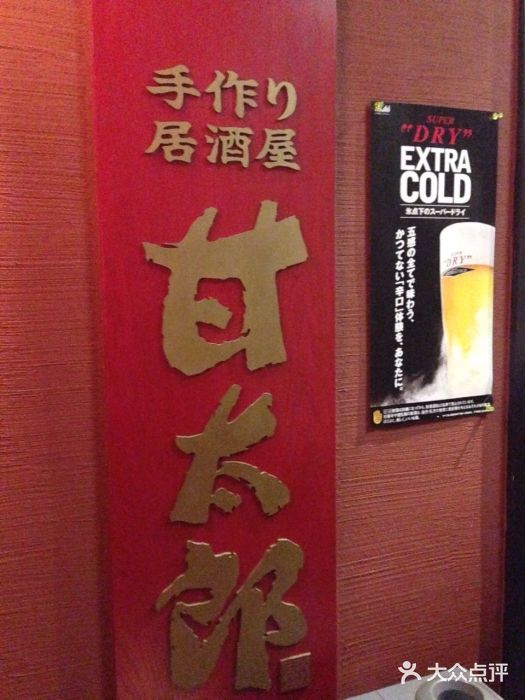 手作り
居酒屋
甘太郎
SUPER
"DRY"
EXTRA
COLD
氷点下のスーパードライ
五感の全てで味わう、
かつてない「辛口」体験を、あなたに。
SUPER
"DRY"
大众点评